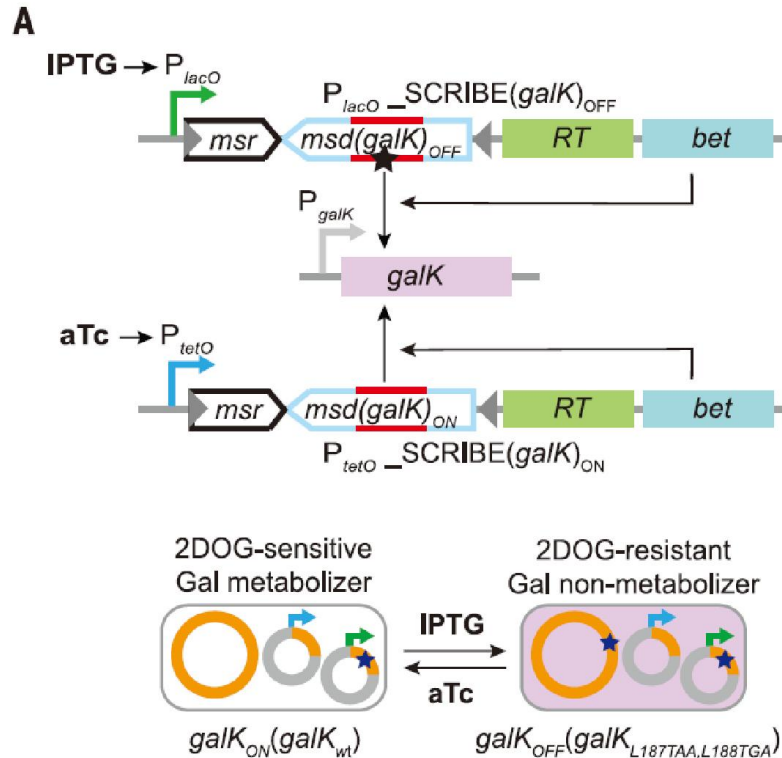 A
IPTG → PlacO
PlacO_SCRIBE(galK)OFF
msr msd(galK)OFF RT bet
PgalK
galK
aTc → PtetO
msr msd(galK)ON RT bet
PtetO_SCRIBE(galK)ON
2DOG-sensitive 2DOG-resistant
Gal metabolizer Gal non-metabolizer
IPTG
aTc
galKON(galKwt) galKOFF(galKL187TAA,L188TGA)